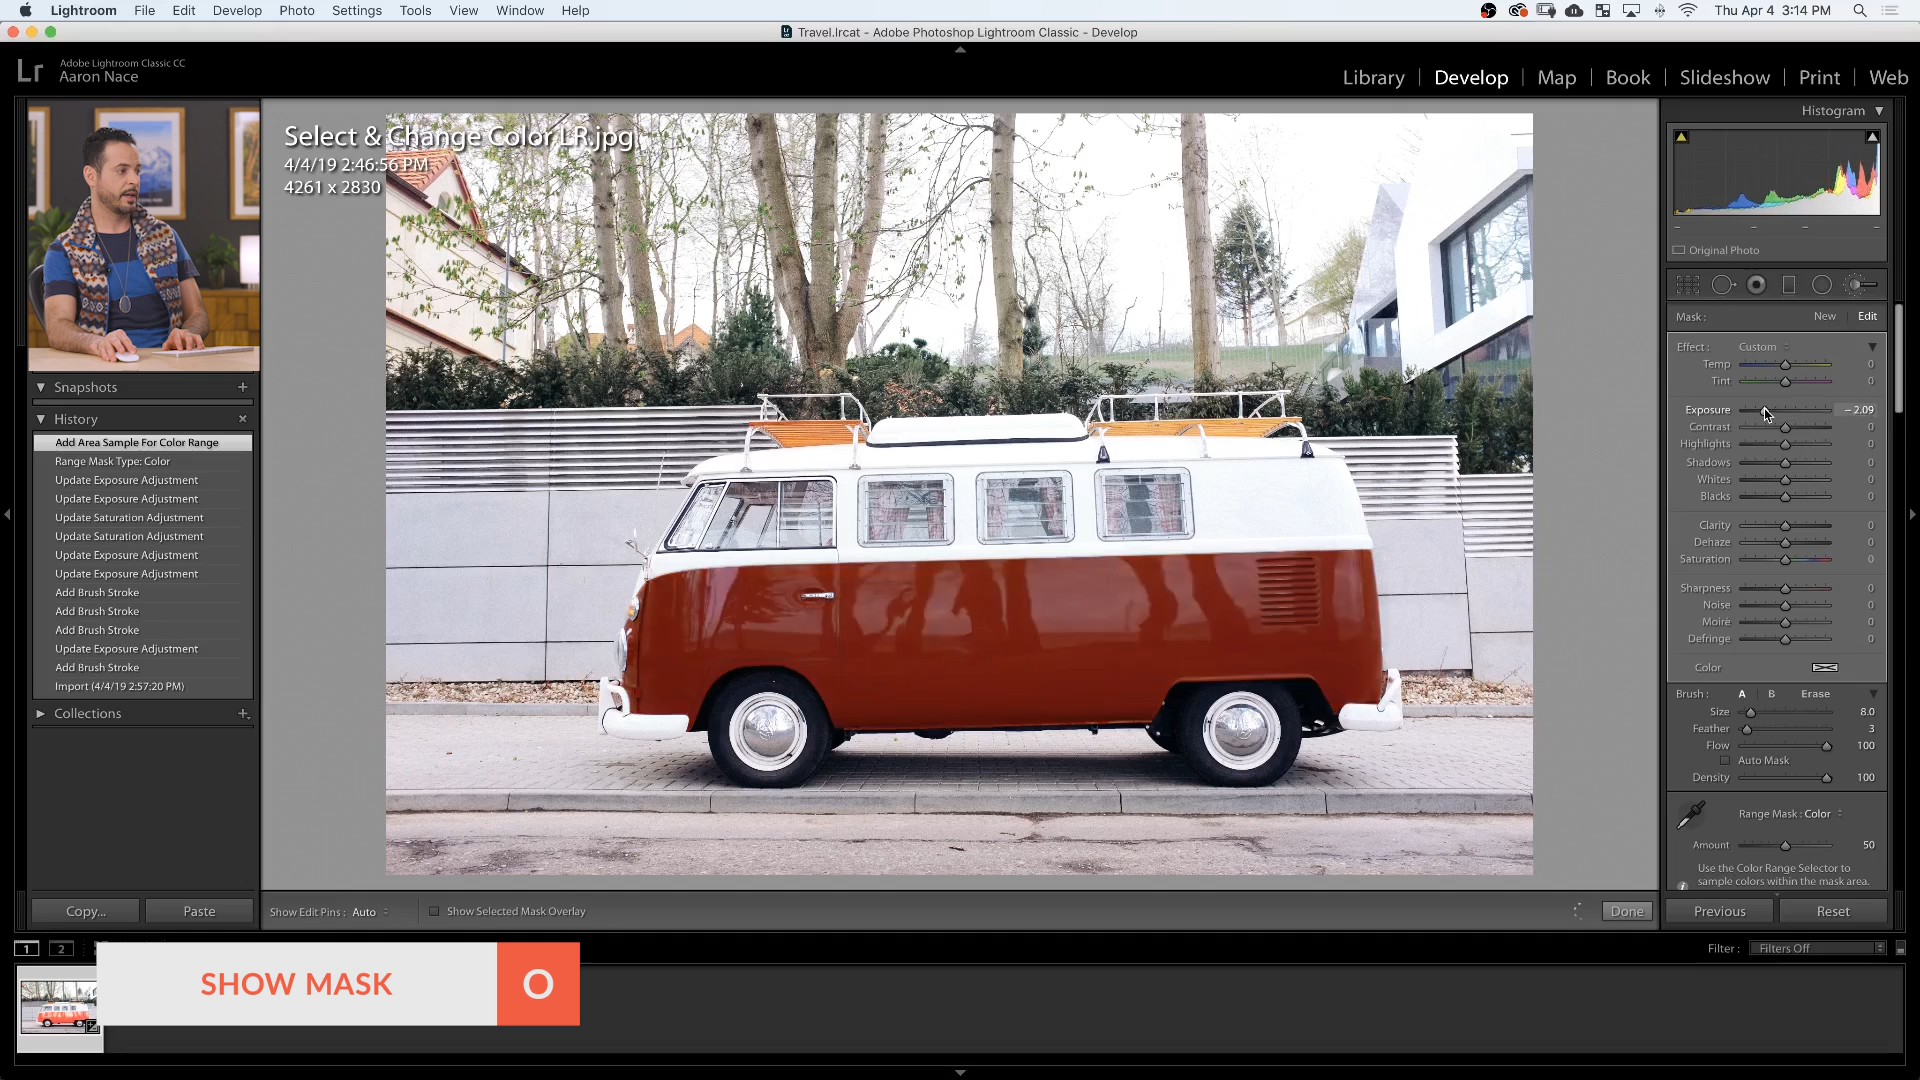 Lightroom File Edit Develop Photo Settings Tools View Window Help Thu Apr 4 3:14 PM
Travel.lrcat - Adobe Photoshop Lightroom Classic - Develop
Lr
Adobe Lightroom Classic CC
Aaron Nace
Library | Develop | Map | Book | Slideshow | Print | Web
Select & Change Color LR.jpg
4/4/19 2:46:56 PM
4261 x 2830
Snapshots +
History ×
Add Area Sample For Color Range
Range Mask Type: Color
Update Exposure Adjustment
Update Exposure Adjustment
Update Saturation Adjustment
Update Saturation Adjustment
Update Exposure Adjustment
Update Exposure Adjustment
Add Brush Stroke
Add Brush Stroke
Add Brush Stroke
Update Exposure Adjustment
Add Brush Stroke
Import (4/4/19 2:57:20 PM)
Collections +
Copy... Paste
Show Edit Pins : Auto Show Selected Mask Overlay Done
Histogram
Original Photo
Mask : New Edit
Effect : Custom
Temp 0
Tint 0
Exposure – 2.09
Contrast 0
Highlights 0
Shadows 0
Whites 0
Blacks 0
Clarity 0
Dehaze 0
Saturation 0
Sharpness 0
Noise 0
Moiré 0
Defringe 0
Color
Brush : A B Erase
Size 8.0
Feather 3
Flow 100
Auto Mask
Density 100
Range Mask : Color
Amount 50
Use the Color Range Selector to
sample colors within the mask area.
Previous Reset
1 2
Filter : Filters Off
SHOW MASK O